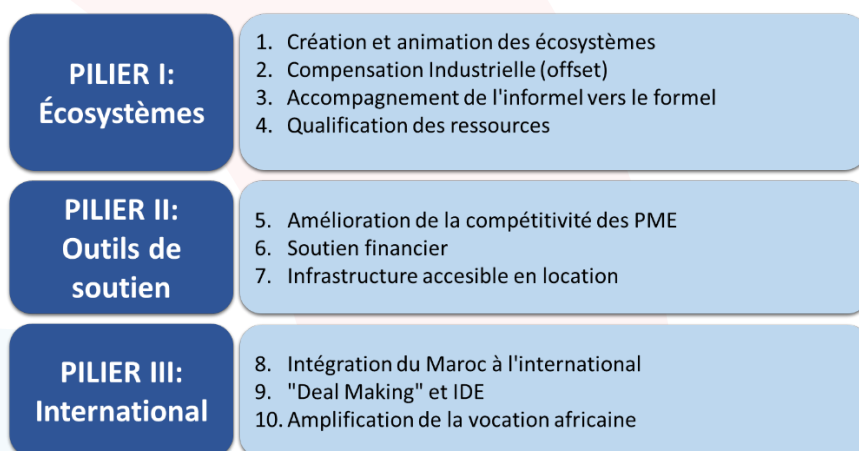 PILIER I:
Écosystèmes
1. Création et animation des écosystèmes
2. Compensation Industrielle (offset)
3. Accompagnement de l'informel vers le formel
4. Qualification des ressources
PILIER II:
Outils de
soutien
5. Amélioration de la compétitivité des PME
6. Soutien financier
7. Infrastructure accesible en location
PILIER III:
International
8. Intégration du Maroc à l'international
9. "Deal Making" et IDE
10. Amplification de la vocation africaine